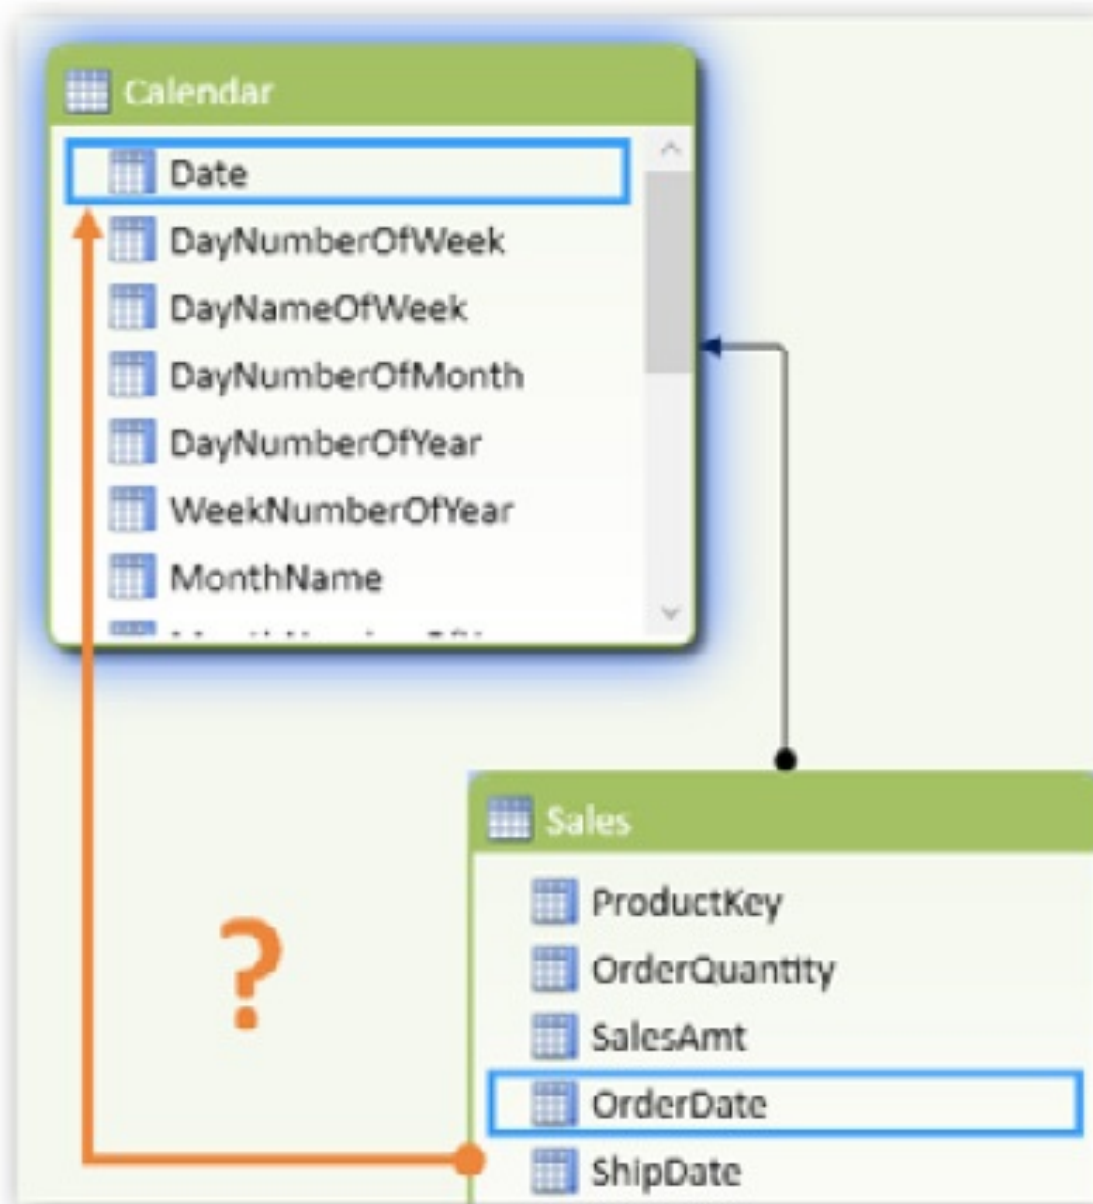 Calendar
Date
DayNumberOfWeek
DayNameOfWeek
DayNumberOfMonth
DayNumberOfYear
WeekNumberOfYear
MonthName
?
Sales
ProductKey
OrderQuantity
SalesAmt
OrderDate
ShipDate